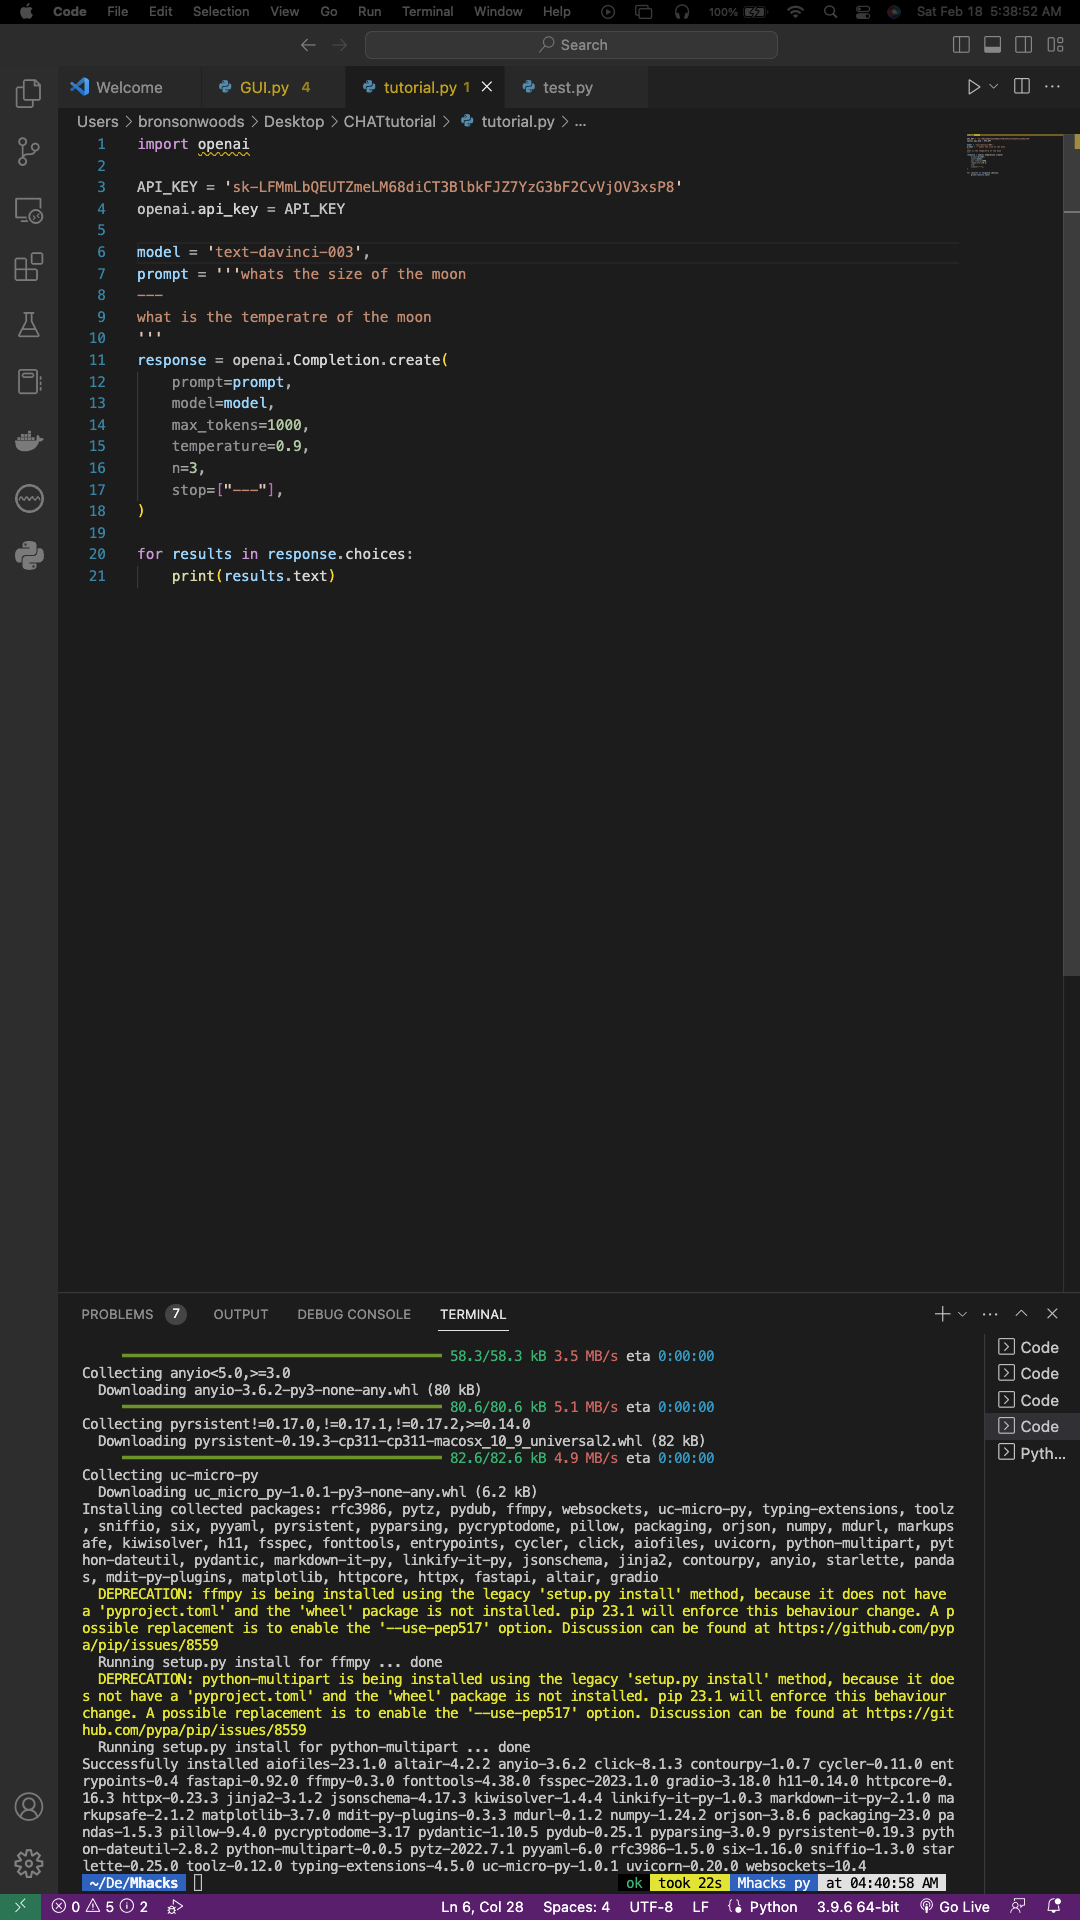 Code File Edit Selection View Go Run Terminal Window Help 100% Sat Feb 18 5:38:52 AM
Search
Welcome GUI.py 4 tutorial.py 1 test.py
Users > bronsonwoods > Desktop > CHATtutorial > tutorial.py > ...
1 import openai
2
3 API_KEY = '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'
4 openai.api_key = API_KEY
5
6 model = 'text-davinci-003',
7 prompt = '''whats the size of the moon
8 ---
9 what is the temperatre of the moon
10 '''
11 response = openai.Completion.create(
12 prompt=prompt,
13 model=model,
14 max_tokens=1000,
15 temperature=0.9,
16 n=3,
17 stop=["---"],
18 )
19
20 for results in response.choices:
21 print(results.text)
PROBLEMS 7 OUTPUT DEBUG CONSOLE TERMINAL
58.3/58.3 kB 3.5 MB/s eta 0:00:00
Collecting anyio<5.0,>=3.0
Downloading anyio-3.6.2-py3-none-any.whl (80 kB)
80.6/80.6 kB 5.1 MB/s eta 0:00:00
Collecting pyrsistent!=0.17.0,!=0.17.1,!=0.17.2,>=0.14.0
Downloading pyrsistent-0.19.3-cp311-cp311-macosx_10_9_universal2.whl (82 kB)
82.6/82.6 kB 4.9 MB/s eta 0:00:00
Collecting uc-micro-py
Downloading uc_micro_py-1.0.1-py3-none-any.whl (6.2 kB)
Installing collected packages: rfc3986, pytz, pydub, ffmpy, websockets, uc-micro-py, typing-extensions, toolz
, sniffio, six, pyyaml, pyrsistent, pyparsing, pycryptodome, pillow, packaging, orjson, numpy, mdurl, markups
afe, kiwisolver, h11, fsspec, fonttools, entrypoints, cycler, click, aiofiles, uvicorn, python-multipart, pyt
hon-dateutil, pydantic, markdown-it-py, linkify-it-py, jsonschema, jinja2, contourpy, anyio, starlette, panda
s, mdit-py-plugins, matplotlib, httpcore, httpx, fastapi, altair, gradio
DEPRECATION: ffmpy is being installed using the legacy 'setup.py install' method, because it does not have
a 'pyproject.toml' and the 'wheel' package is not installed. pip 23.1 will enforce this behaviour change. A p
ossible replacement is to enable the '--use-pep517' option. Discussion can be found at https://github.com/pyp
a/pip/issues/8559
Running setup.py install for ffmpy ... done
DEPRECATION: python-multipart is being installed using the legacy 'setup.py install' method, because it doe
s not have a 'pyproject.toml' and the 'wheel' package is not installed. pip 23.1 will enforce this behaviour
change. A possible replacement is to enable the '--use-pep517' option. Discussion can be found at https://git
hub.com/pypa/pip/issues/8559
Running setup.py install for python-multipart ... done
Successfully installed aiofiles-23.1.0 altair-4.2.2 anyio-3.6.2 click-8.1.3 contourpy-1.0.7 cycler-0.11.0 ent
rypoints-0.4 fastapi-0.92.0 ffmpy-0.3.0 fonttools-4.38.0 fsspec-2023.1.0 gradio-3.18.0 h11-0.14.0 httpcore-0.
16.3 httpx-0.23.3 jinja2-3.1.2 jsonschema-4.17.3 kiwisolver-1.4.4 linkify-it-py-1.0.3 markdown-it-py-2.1.0 ma
rkupsafe-2.1.2 matplotlib-3.7.0 mdit-py-plugins-0.3.3 mdurl-0.1.2 numpy-1.24.2 orjson-3.8.6 packaging-23.0 pa
ndas-1.5.3 pillow-9.4.0 pycryptodome-3.17 pydantic-1.10.5 pydub-0.25.1 pyparsing-3.0.9 pyrsistent-0.19.3 pyth
on-dateutil-2.8.2 python-multipart-0.0.5 pytz-2022.7.1 pyyaml-6.0 rfc3986-1.5.0 six-1.16.0 sniffio-1.3.0 star
lette-0.25.0 toolz-0.12.0 typing-extensions-4.5.0 uc-micro-py-1.0.1 uvicorn-0.20.0 websockets-10.4
~/De/Mhacks ok took 22s Mhacks py at 04:40:58 AM
Code
Code
Code
Code
Pyth...
0 5 2 Ln 6, Col 28 Spaces: 4 UTF-8 LF Python 3.9.6 64-bit Go Live